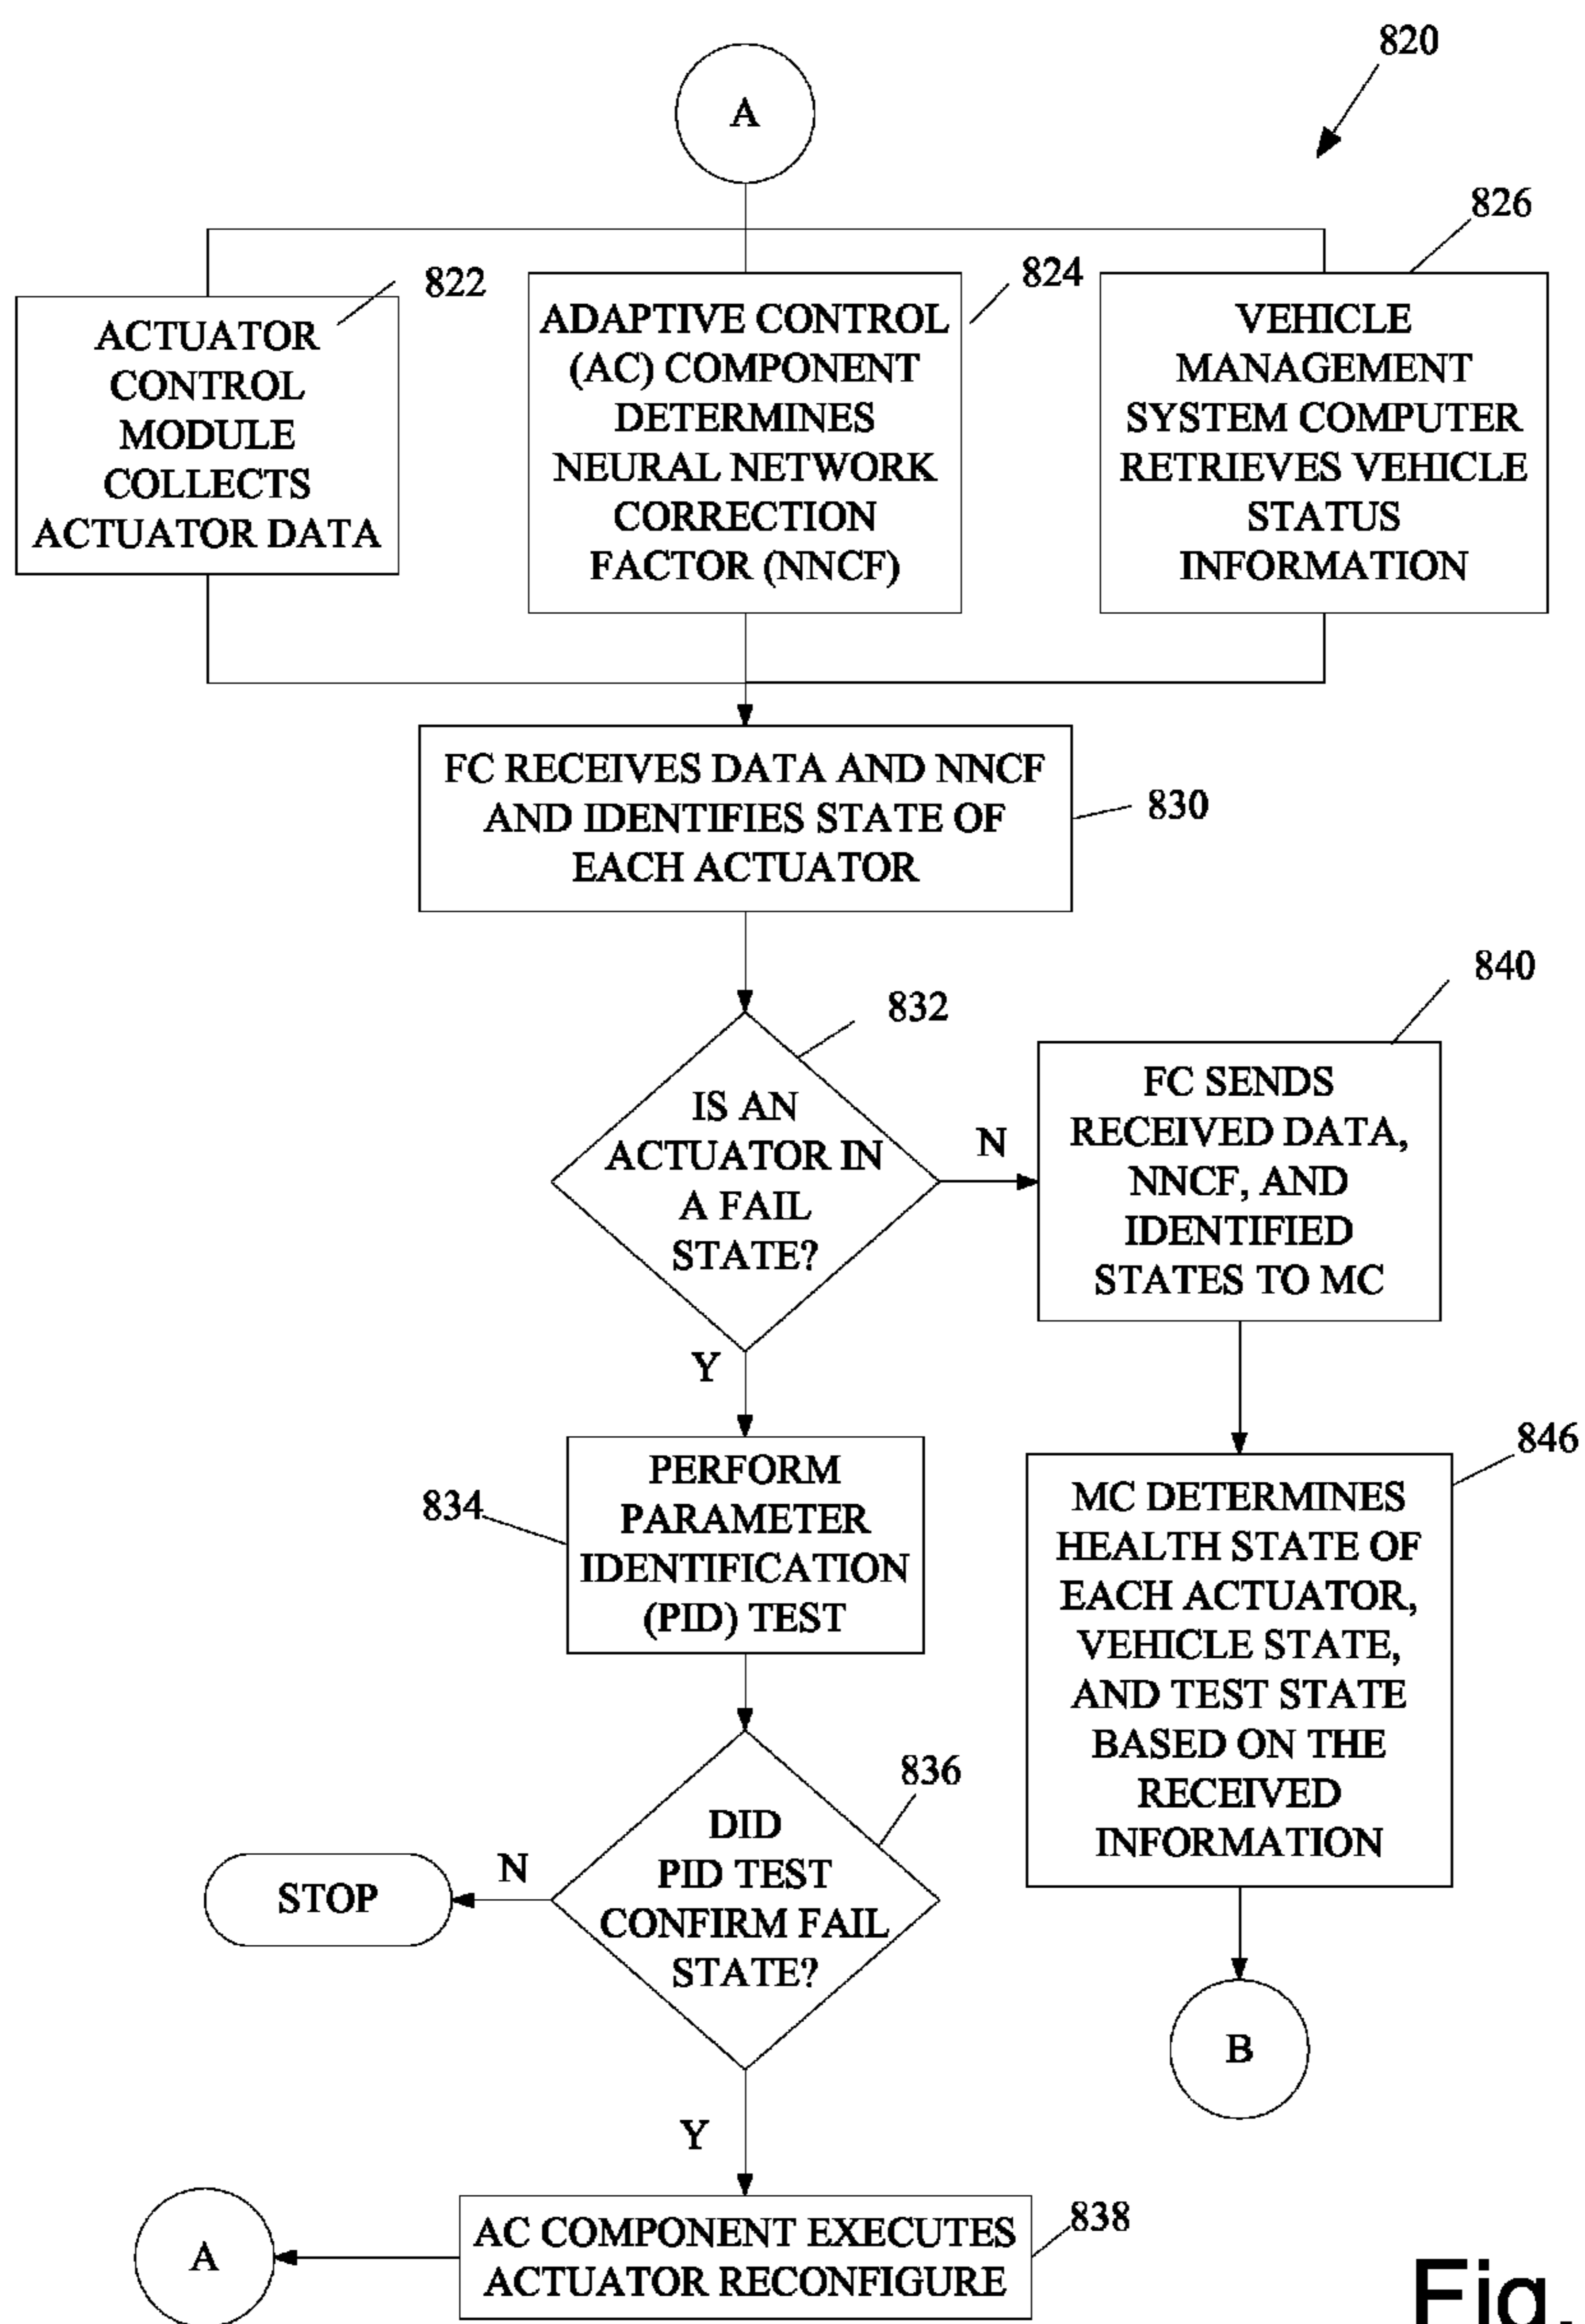 A
820
822
ACTUATOR
CONTROL
MODULE
COLLECTS
ACTUATOR DATA
824
ADAPTIVE CONTROL
(AC) COMPONENT
DETERMINES
NEURAL NETWORK
CORRECTION
FACTOR (NNCF)
826
VEHICLE
MANAGEMENT
SYSTEM COMPUTER
RETRIEVES VEHICLE
STATUS
INFORMATION
FC RECEIVES DATA AND NNCF
AND IDENTIFIES STATE OF
EACH ACTUATOR
830
832
IS AN
ACTUATOR IN
A FAIL
STATE?
N
840
FC SENDS
RECEIVED DATA,
NNCF, AND
IDENTIFIED
STATES TO MC
Y
834
PERFORM
PARAMETER
IDENTIFICATION
(PID) TEST
846
MC DETERMINES
HEALTH STATE OF
EACH ACTUATOR,
VEHICLE STATE,
AND TEST STATE
BASED ON THE
RECEIVED
INFORMATION
836
DID
PID TEST
CONFIRM FAIL
STATE?
N
STOP
B
Y
838
AC COMPONENT EXECUTES
ACTUATOR RECONFIGURE
A
Fig.